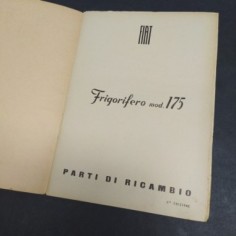 FIAT
Frigorifero mod. 175
PARTI DI RICAMBIO